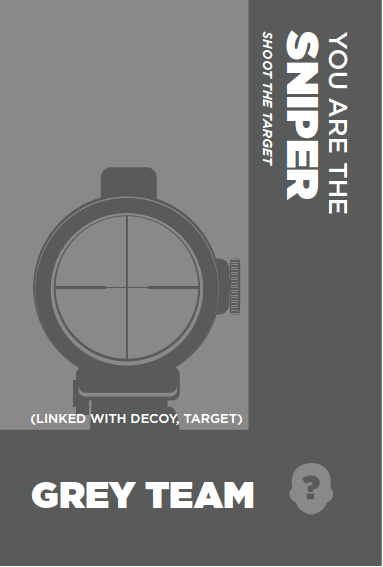 YOU ARE THE
SNIPER
SHOOT THE TARGET
(LINKED WITH DECOY, TARGET)
GREY TEAM
?